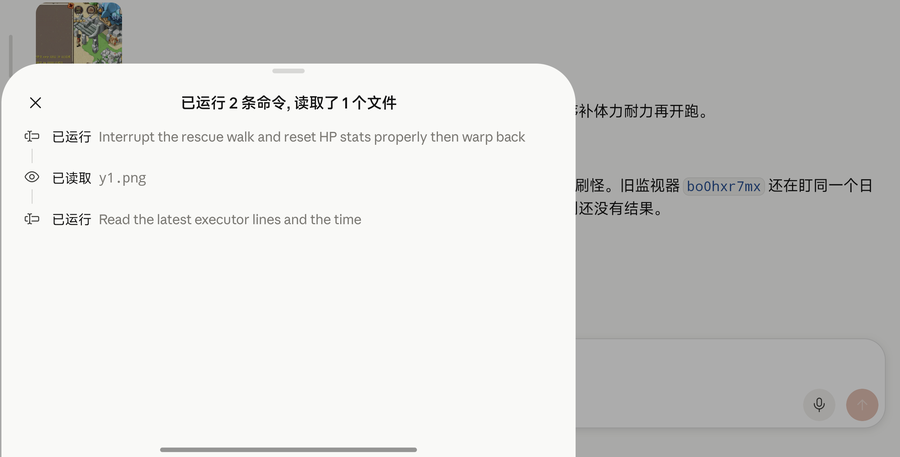 已运行 2 条命令, 读取了 1 个文件
已运行 Interrupt the rescue walk and reset HP stats properly then warp back
已读取 y1.png
已运行 Read the latest executor lines and the time
补体力耐力再开跑。
刷怪。旧监视器 bo0hxr7mx 还在盯同一个日
还没有结果。